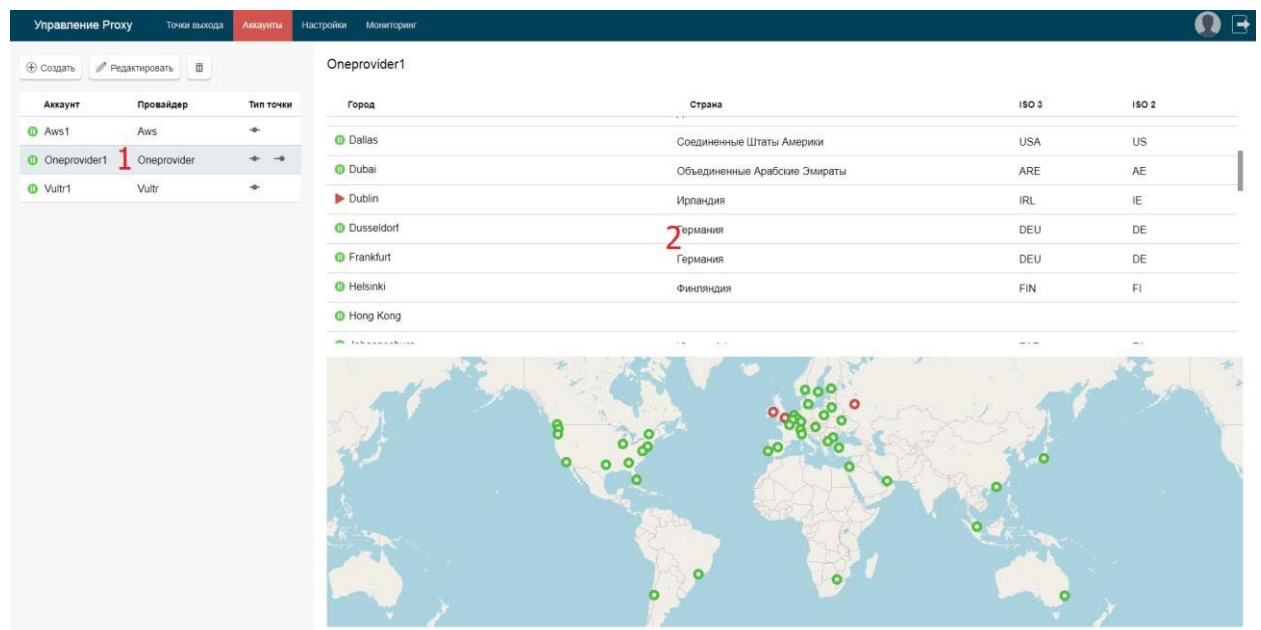 Управление Proxy Точки выхода Аккаунты Настройки Мониторинг
Создать Редактировать
Oneprovider1
Аккаунт Провайдер Тип точки
Aws1 Aws
Oneprovider1 1 Oneprovider
Vultr1 Vultr
Город Страна ISO 3 ISO 2
Dallas Соединенные Штаты Америки USA US
Dubai Объединенные Арабские Эмираты ARE AE
Dublin Ирландия IRL IE
Dusseldorf Германия DEU DE
2
Frankfurt Германия DEU DE
Helsinki Финляндия FIN FI
Hong Kong